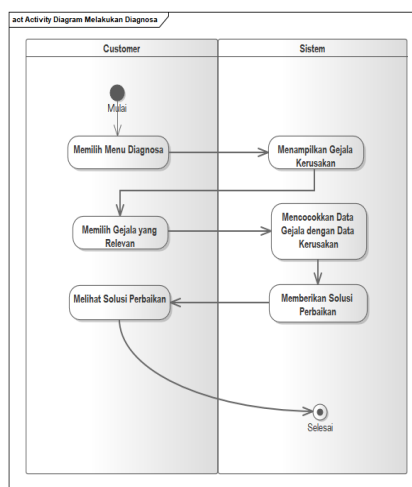 act Activity Diagram Melakukan Diagnosa
Customer
Sistem
Mulai
Memilih Menu Diagnosa
Menampilkan Gejala
Kerusakan
Memilih Gejala yang
Relevan
Mencocokkan Data
Gejala dengan Data
Kerusakan
Melihat Solusi Perbaikan
Memberikan Solusi
Perbaikan
Selesai